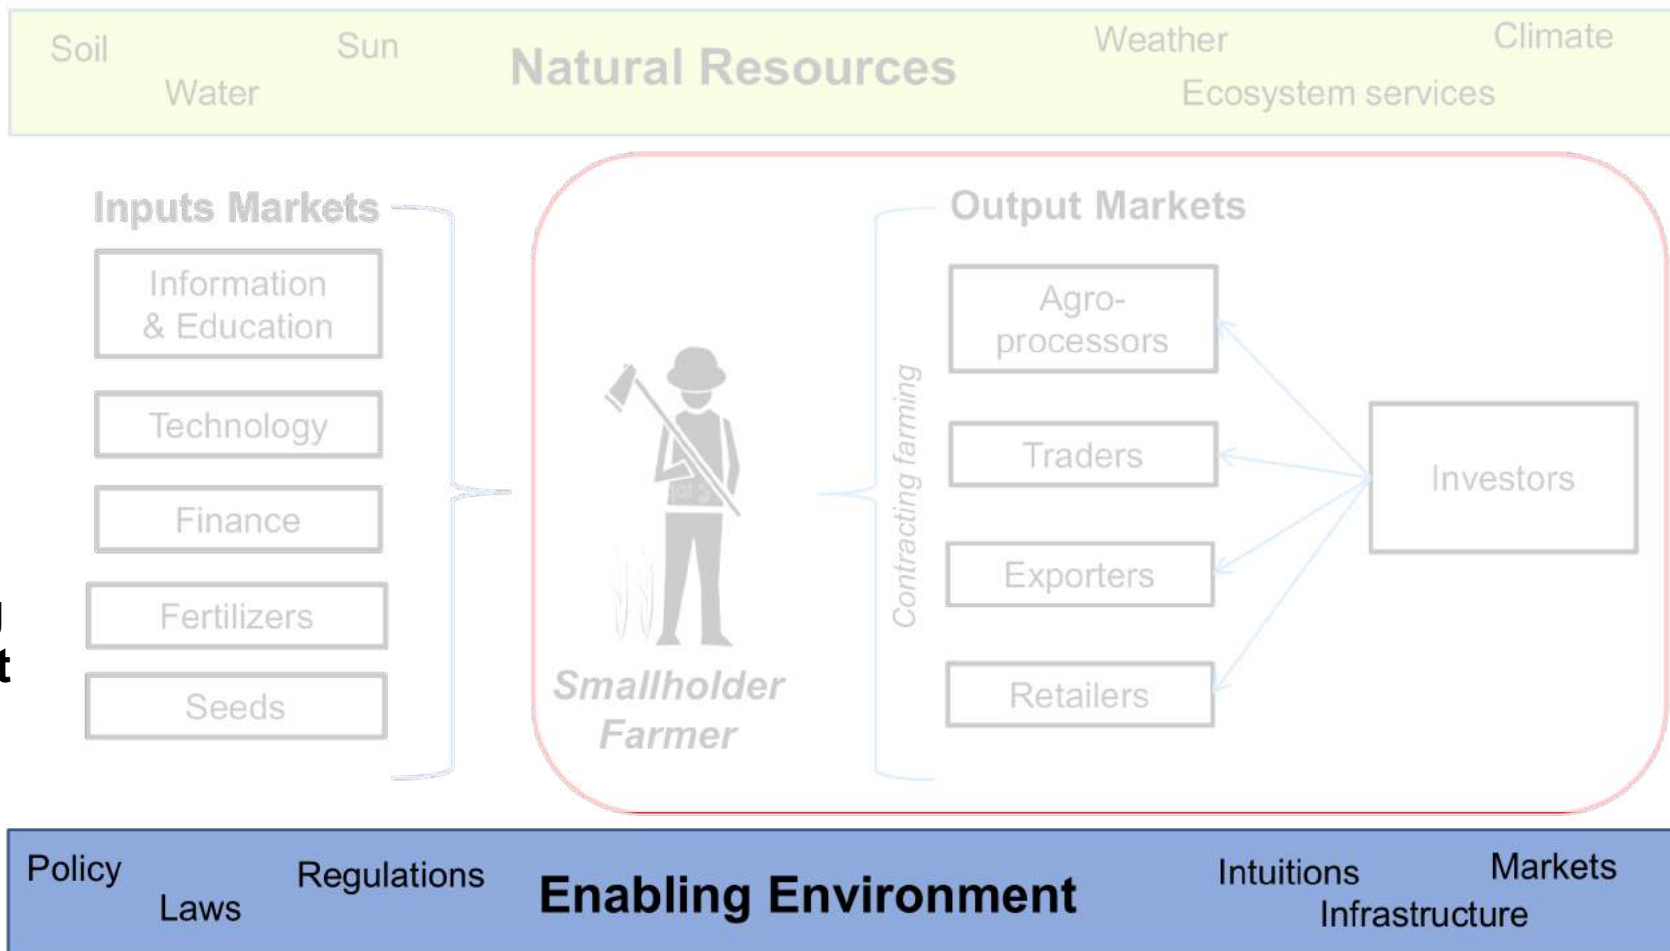 Soil
Sun
Water
Natural Resources
Weather
Climate
Ecosystem services
Inputs Markets
Information
& Education
Technology
Finance
Fertilizers
Seeds
Smallholder
Farmer
Contracting farming
Output Markets
Agro-
processors
Traders
Exporters
Retailers
Investors
Policy
Laws
Regulations
Enabling Environment
Intuitions
Markets
Infrastructure